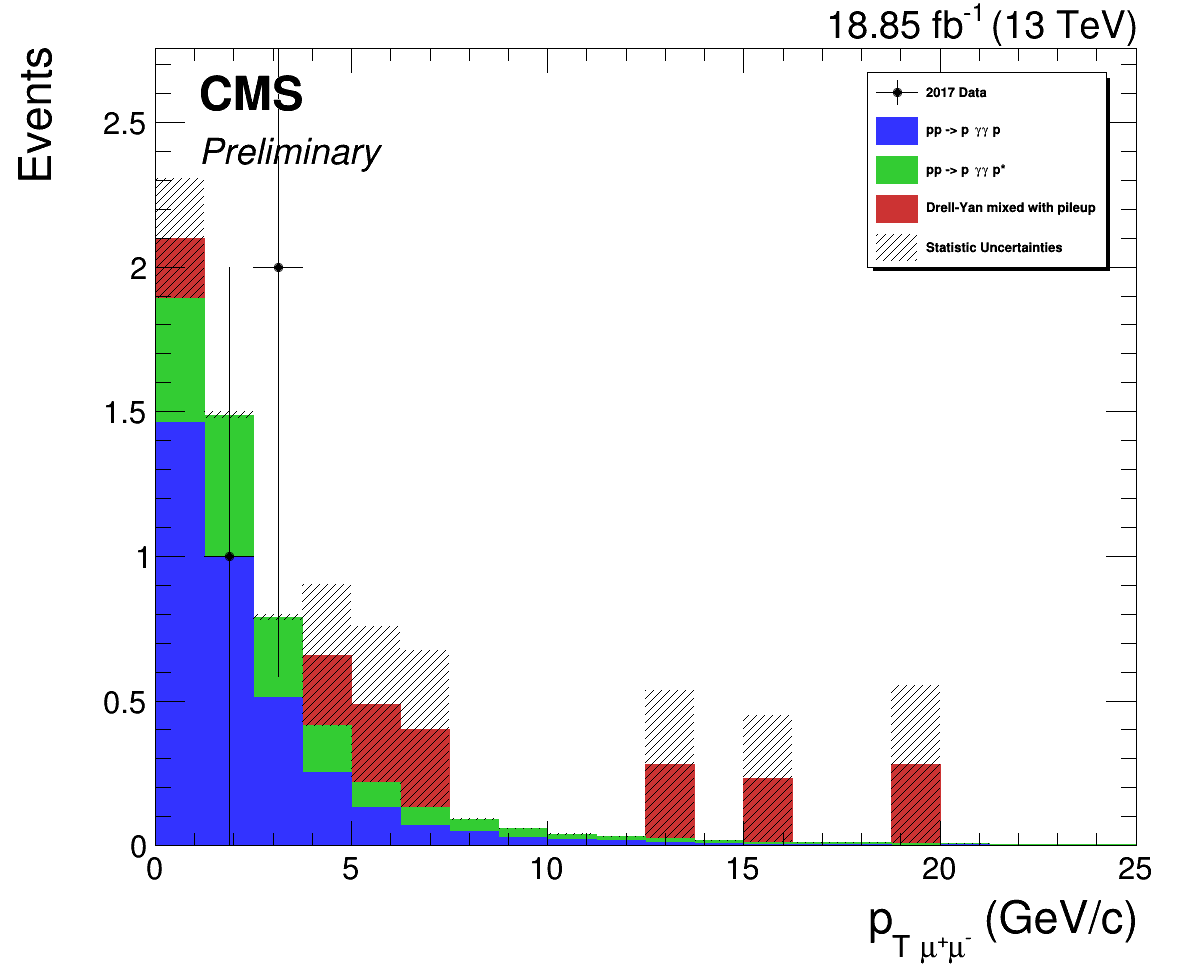 18.85 fb-1 (13 TeV)
Events
CMS
Preliminary
2017 Data
pp -> p γγ p
pp -> p γγ p*
Drell-Yan mixed with pileup
Statistic Uncertainties
2.5
2
1.5
1
0.5
0
0 5 10 15 20 25
pT μ+μ- (GeV/c)